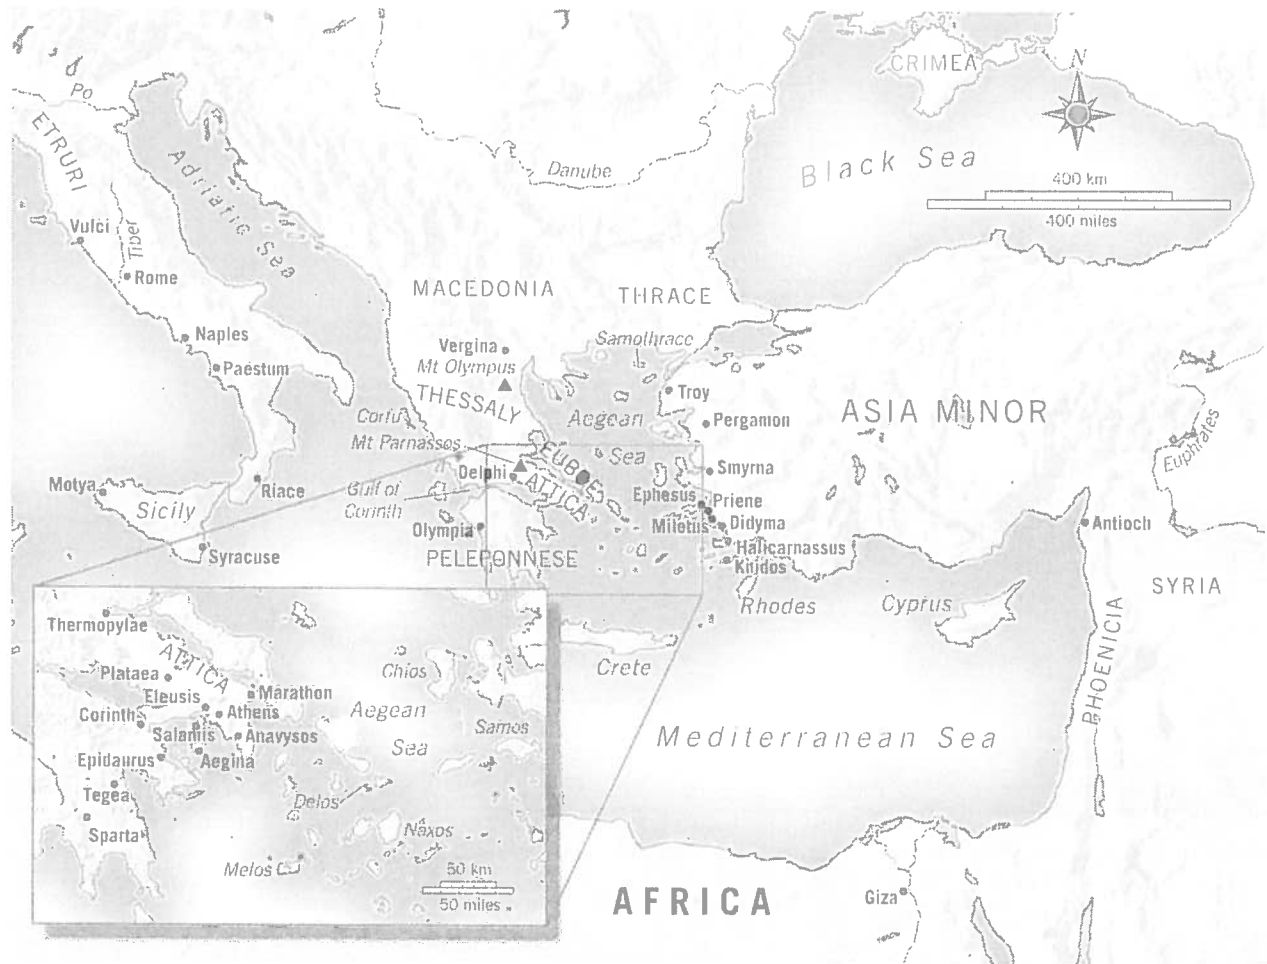 N
CRIMEA
Po
ETRURI
Adriatic Sea
Danube
Black Sea
400 km
400 miles
Vulci
Tiber
Rome
MACEDONIA
THRACE
Naples
Vergina
Samothrace
Mt Olympus
Paestum
THESSALY
Troy
Aegean
Sea
Pergamon
ASIA MINOR
Corfu
Mt Parnassos
EUBOE
Euphrates
Delphi
ATTICA
Smyrna
Motya
Riace
Gulf of
Corinth
Ephesus
Priene
Sicily
Miletus
Didyma
Antioch
Olympia
Halicarnassus
Syracuse
PELEPONNESE
Knidos
SYRIA
Rhodes
Cyprus
PHOENICIA
Crete
Mediterranean Sea
AFRICA
Giza
Thermopylae
ATTICA
Chios
Plataea
Eleusis
Marathon
Corinth
Athens
Aegean
Sea
Samos
Salamis
Anavysos
Epidaurus
Aegina
Tegea
Delos
Sparta
Naxos
Melos
50 km
50 miles